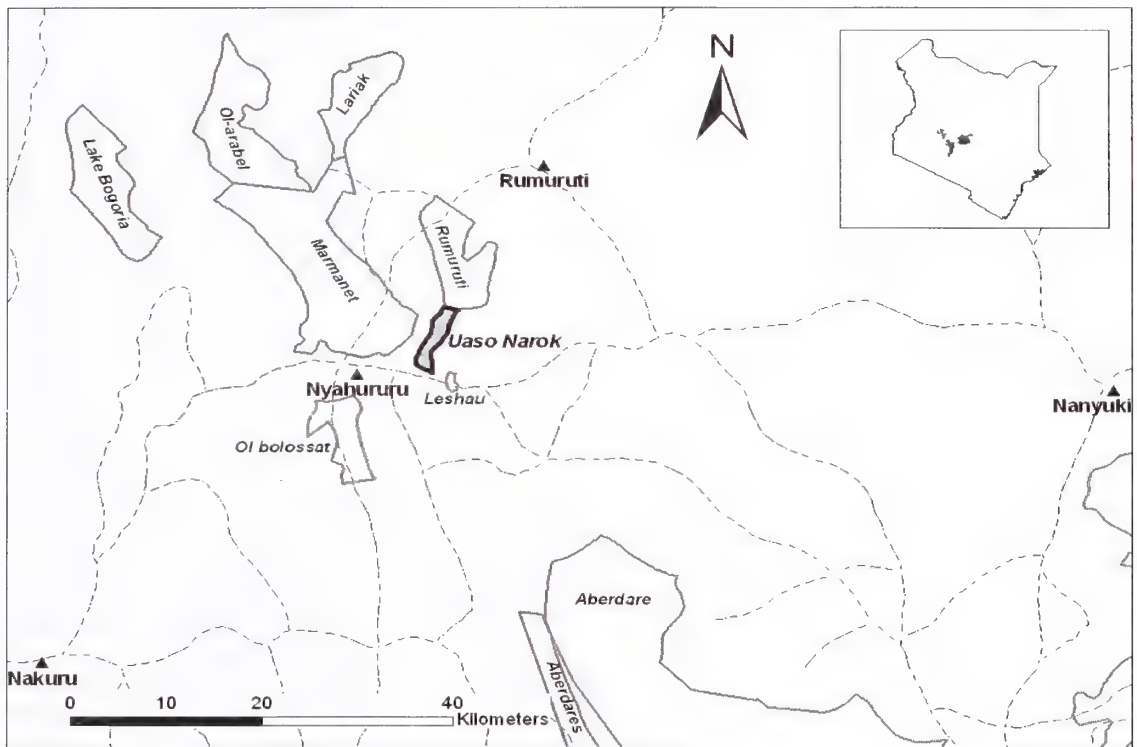 N
Lariak
Ol-arabel
Lake Bogoria
Rumuruti
Rumuruti
Marmanet
Uaso Narok
Nyahururu
Leshau
Nanyuki
Ol bolossat
Aberdare
Aberdares
Nakuru
0 10 20 40
Kilometers